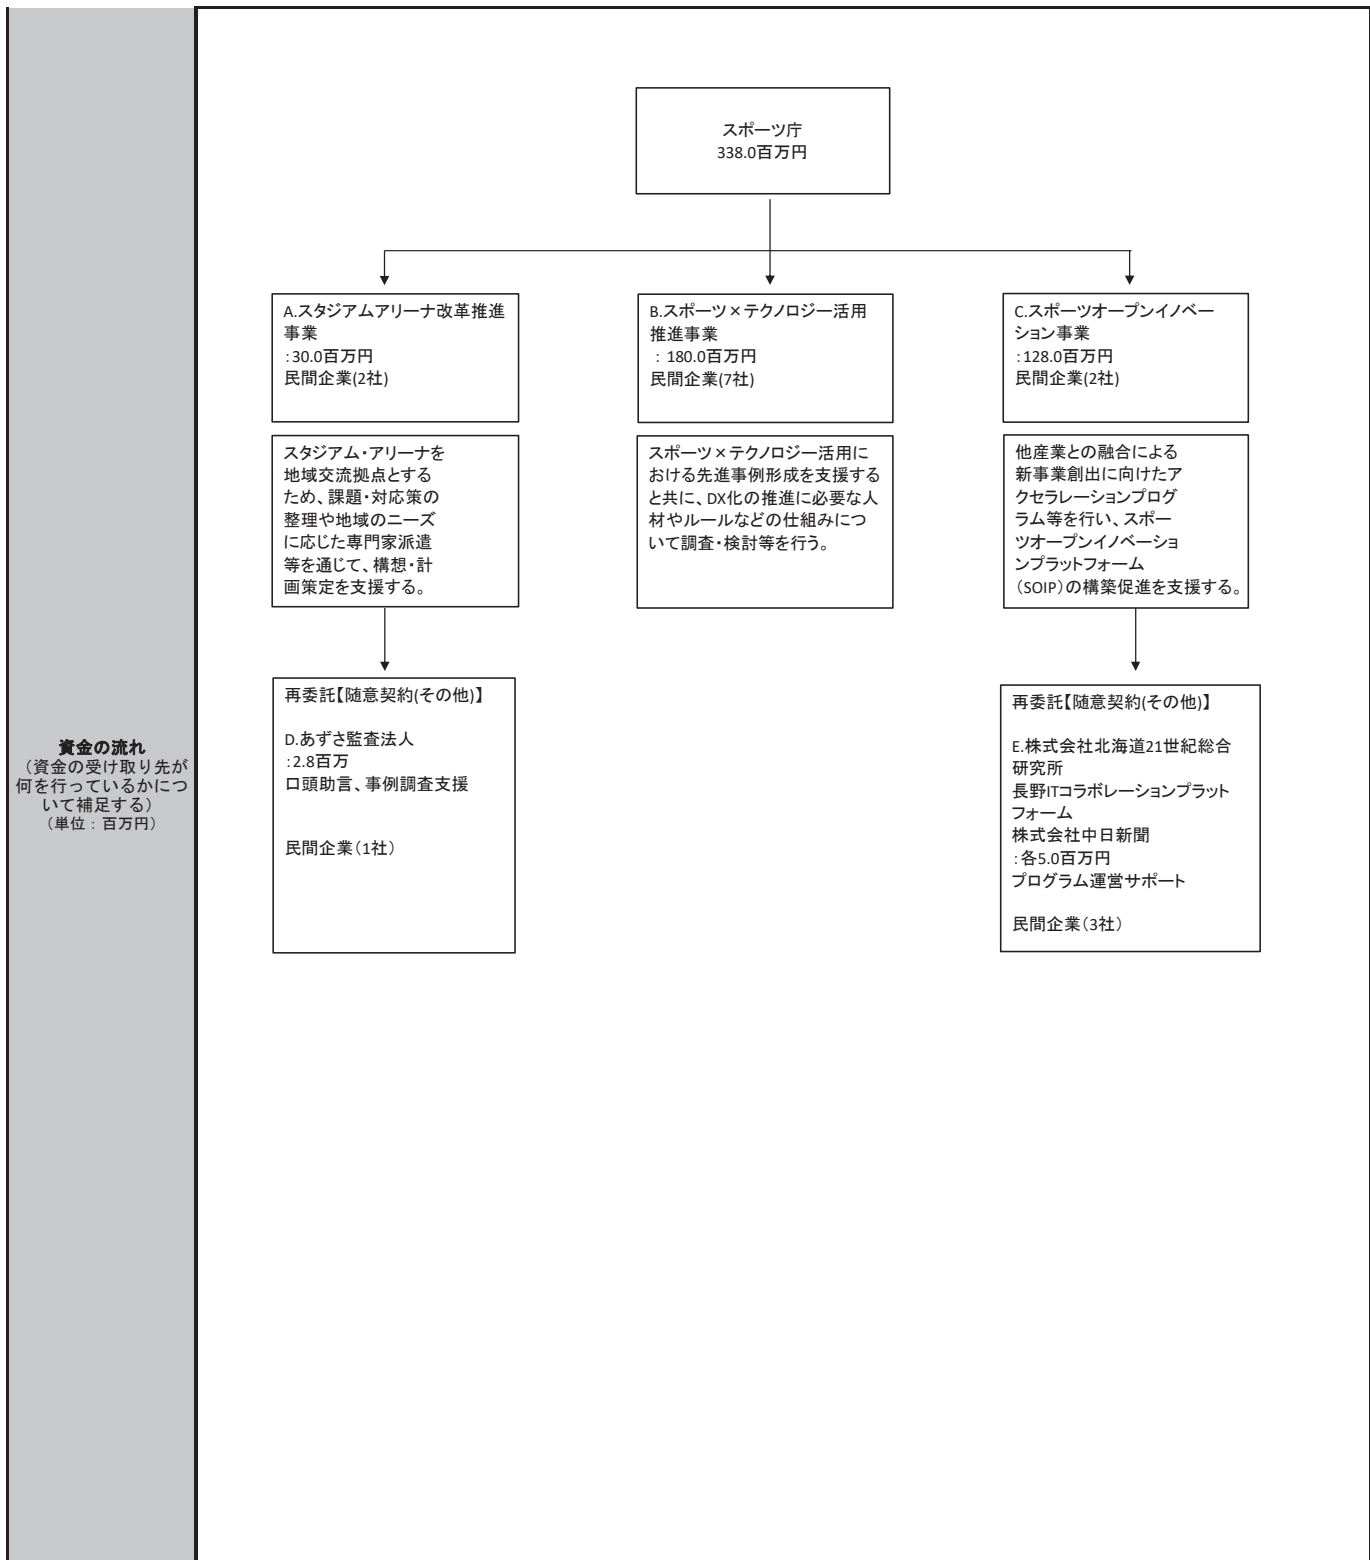 資金の流れ
（資金の受け取り先が
何を行っているかにつ
いて補足する）
（単位：百万円）
スポーツ庁
338.0百万円
A.スタジアムアリーナ改革推進
事業
:30.0百万円
民間企業(2社)
スタジアム・アリーナを
地域交流拠点とする
ため、課題・対応策の
整理や地域のニーズ
に応じた専門家派遣
等を通じて、構想・計
画策定を支援する。
再委託【随意契約(その他)】
D.あずさ監査法人
:2.8百万
口頭助言、事例調査支援
民間企業（1社）
B.スポーツ×テクノロジー活用
推進事業
： 180.0百万円
民間企業(7社)
スポーツ×テクノロジー活用に
おける先進事例形成を支援する
と共に、DX化の推進に必要な人
材やルールなどの仕組みにつ
いて調査・検討等を行う。
C.スポーツオープンイノベー
ション事業
:128.0百万円
民間企業(2社)
他産業との融合による
新事業創出に向けたア
クセラレーションプログ
ラム等を行い、スポー
ツオープンイノベーショ
ンプラットフォーム
（SOIP）の構築促進を支援する。
再委託【随意契約(その他)】
E.株式会社北海道21世紀総合
研究所
長野ITコラボレーションプラット
フォーム
株式会社中日新聞
:各5.0百万円
プログラム運営サポート
民間企業（3社）